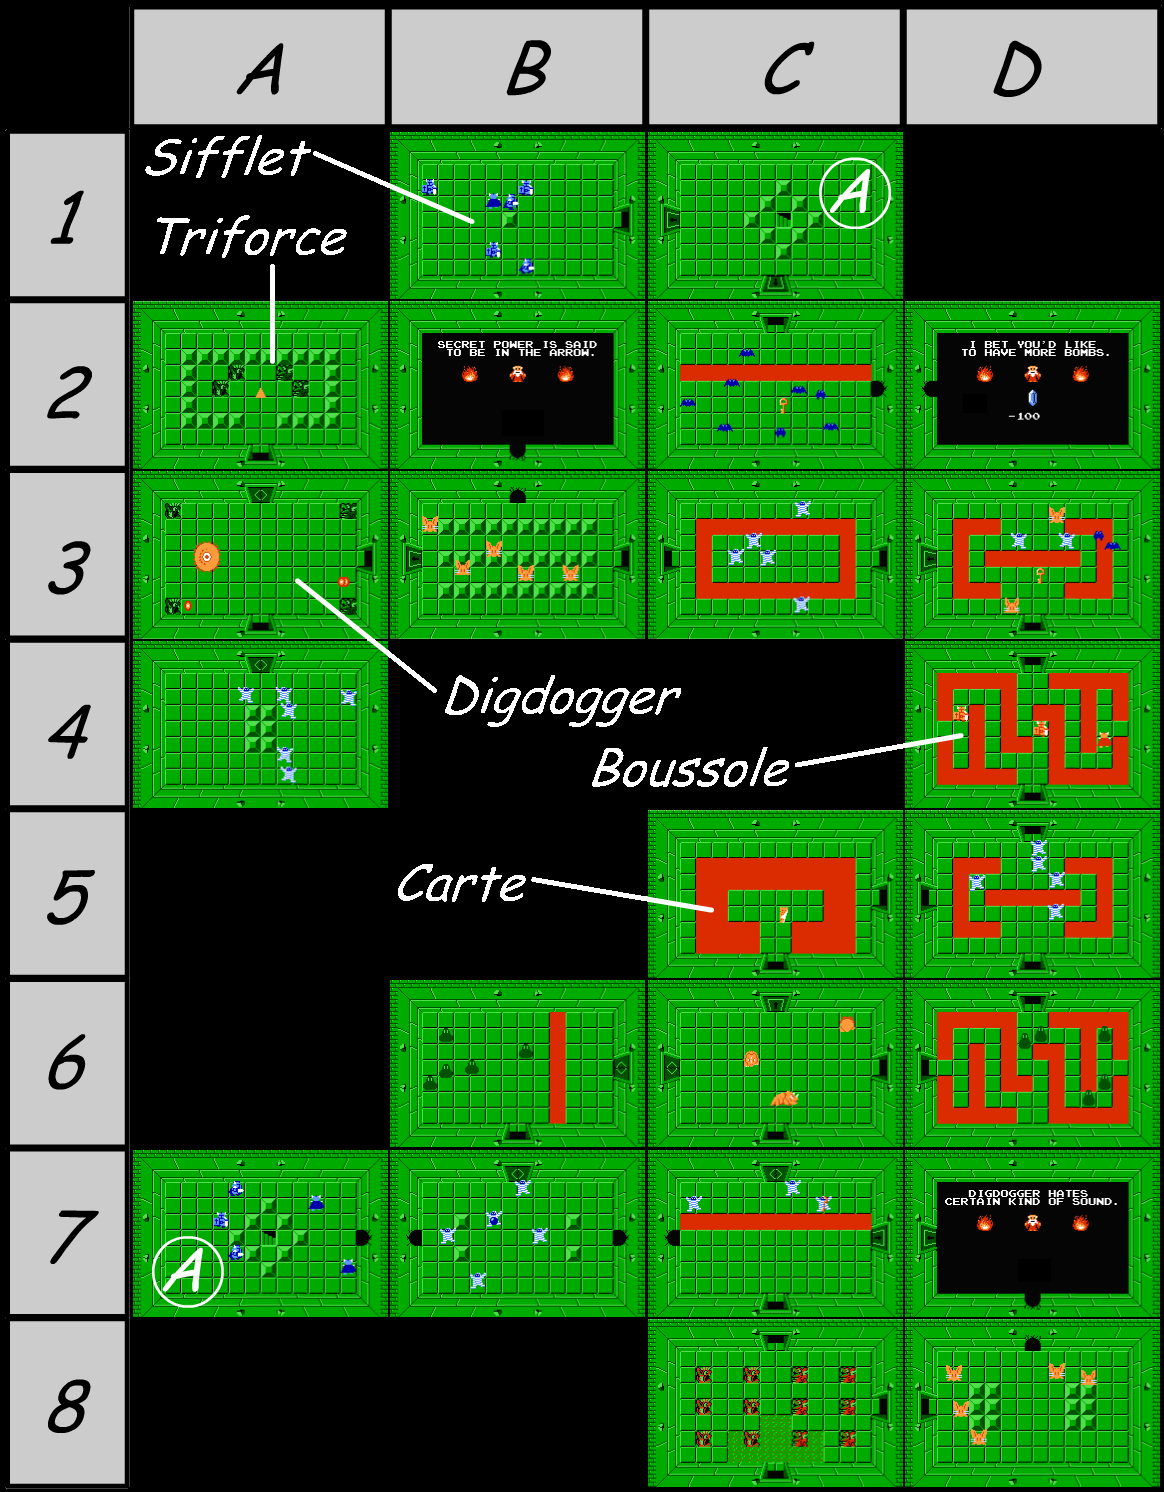 A B C D
1
Sifflet
Triforce
A
2
SECRET POWER IS SAID
TO BE IN THE ARROW.
I BET YOU'D LIKE
TO HAVE MORE BOMBS.
-100
3
4
Digdogger
Boussole
5
Carte
6
7
A
DIGDOGGER HATES
CERTAIN KIND OF SOUND.
8